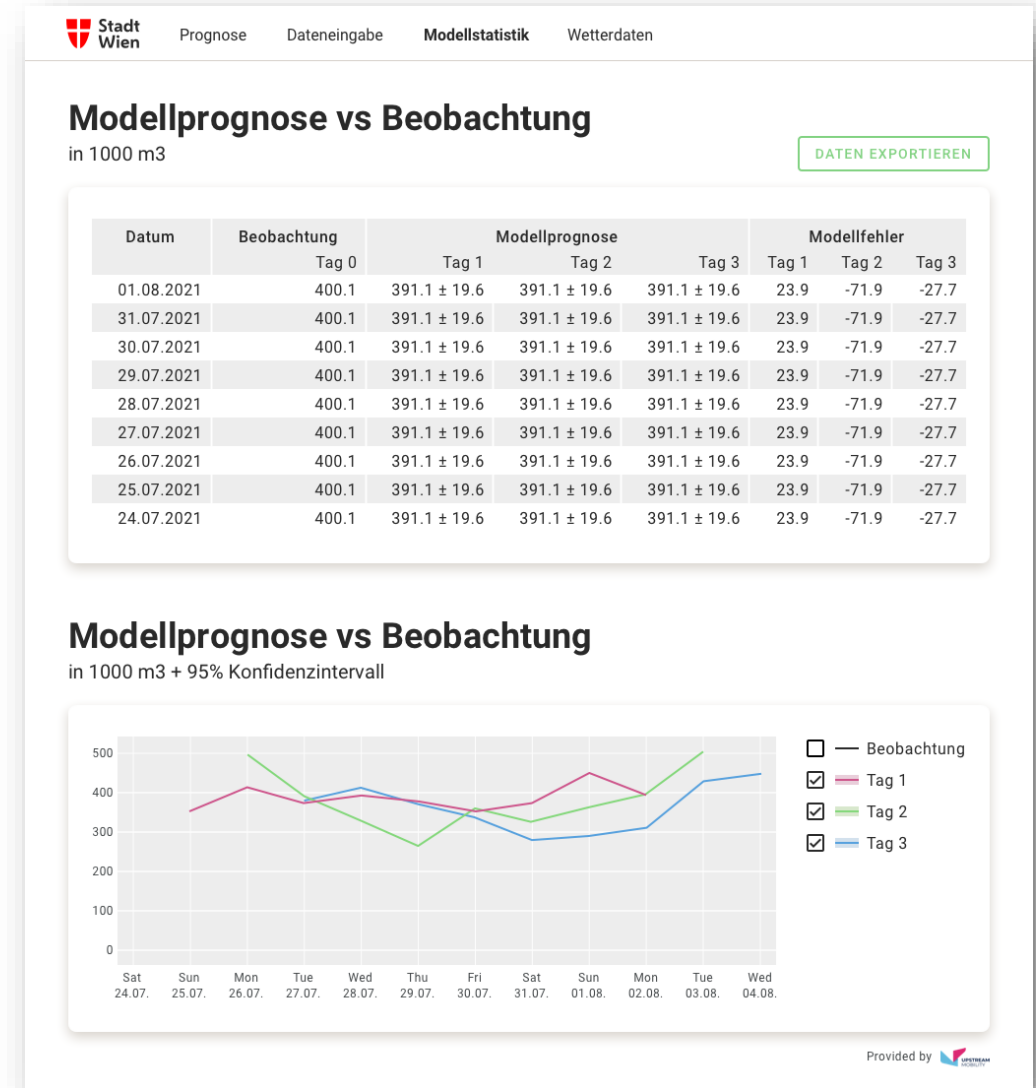 Stadt
Wien
Prognose Dateneingabe Modellstatistik Wetterdaten
Modellprognose vs Beobachtung
in 1000 m3
DATEN EXPORTIEREN
Datum Beobachtung Modellprognose Modellfehler
Tag 0 Tag 1 Tag 2 Tag 3 Tag 1 Tag 2 Tag 3
01.08.2021 400.1 391.1 ± 19.6 391.1 ± 19.6 391.1 ± 19.6 23.9 -71.9 -27.7
31.07.2021 400.1 391.1 ± 19.6 391.1 ± 19.6 391.1 ± 19.6 23.9 -71.9 -27.7
30.07.2021 400.1 391.1 ± 19.6 391.1 ± 19.6 391.1 ± 19.6 23.9 -71.9 -27.7
29.07.2021 400.1 391.1 ± 19.6 391.1 ± 19.6 391.1 ± 19.6 23.9 -71.9 -27.7
28.07.2021 400.1 391.1 ± 19.6 391.1 ± 19.6 391.1 ± 19.6 23.9 -71.9 -27.7
27.07.2021 400.1 391.1 ± 19.6 391.1 ± 19.6 391.1 ± 19.6 23.9 -71.9 -27.7
26.07.2021 400.1 391.1 ± 19.6 391.1 ± 19.6 391.1 ± 19.6 23.9 -71.9 -27.7
25.07.2021 400.1 391.1 ± 19.6 391.1 ± 19.6 391.1 ± 19.6 23.9 -71.9 -27.7
24.07.2021 400.1 391.1 ± 19.6 391.1 ± 19.6 391.1 ± 19.6 23.9 -71.9 -27.7
Modellprognose vs Beobachtung
in 1000 m3 + 95% Konfidenzintervall
500
400
300
200
100
0
Sat Sun Mon Tue Wed Thu Fri Sat Sun Mon Tue Wed
24.07. 25.07. 26.07. 27.07. 28.07. 29.07. 30.07. 31.07. 01.08. 02.08. 03.08. 04.08.
Beobachtung
Tag 1
Tag 2
Tag 3
Provided by
UPSTREAM
MOBILITY